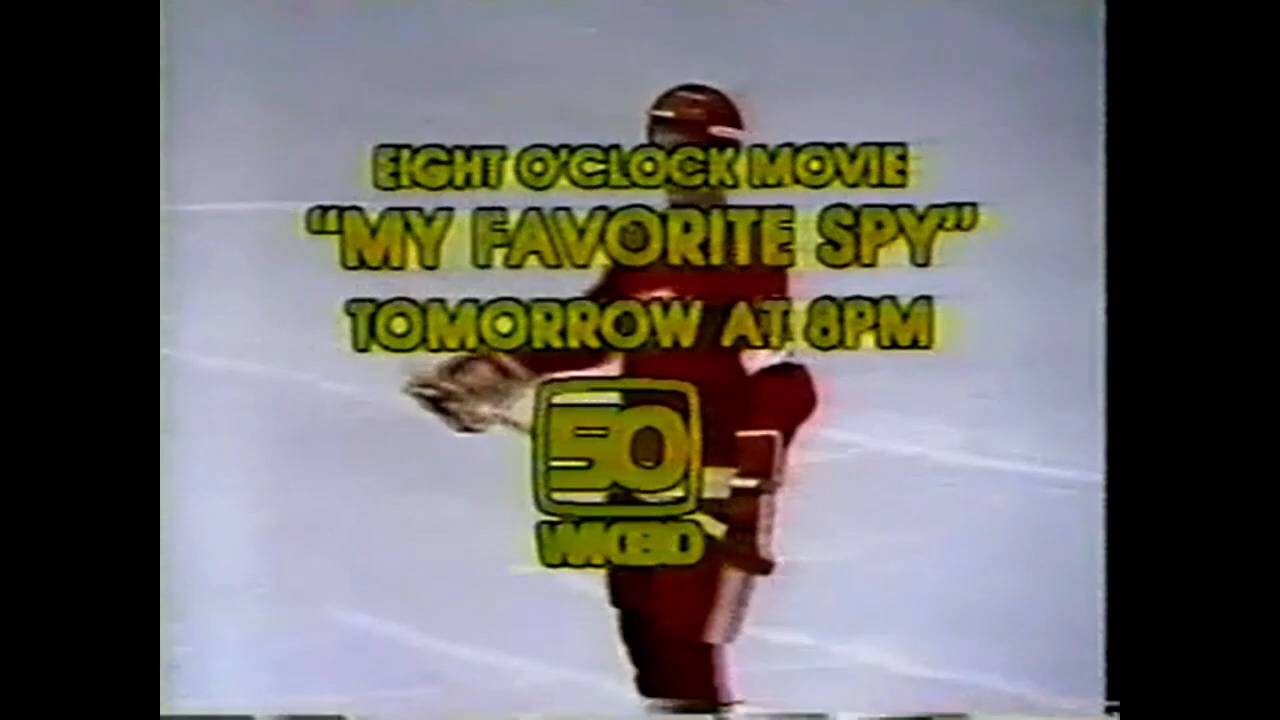 EIGHT O'CLOCK MOVIE
"MY FAVORITE SPY"
TOMORROW AT 8PM
50
WKBD